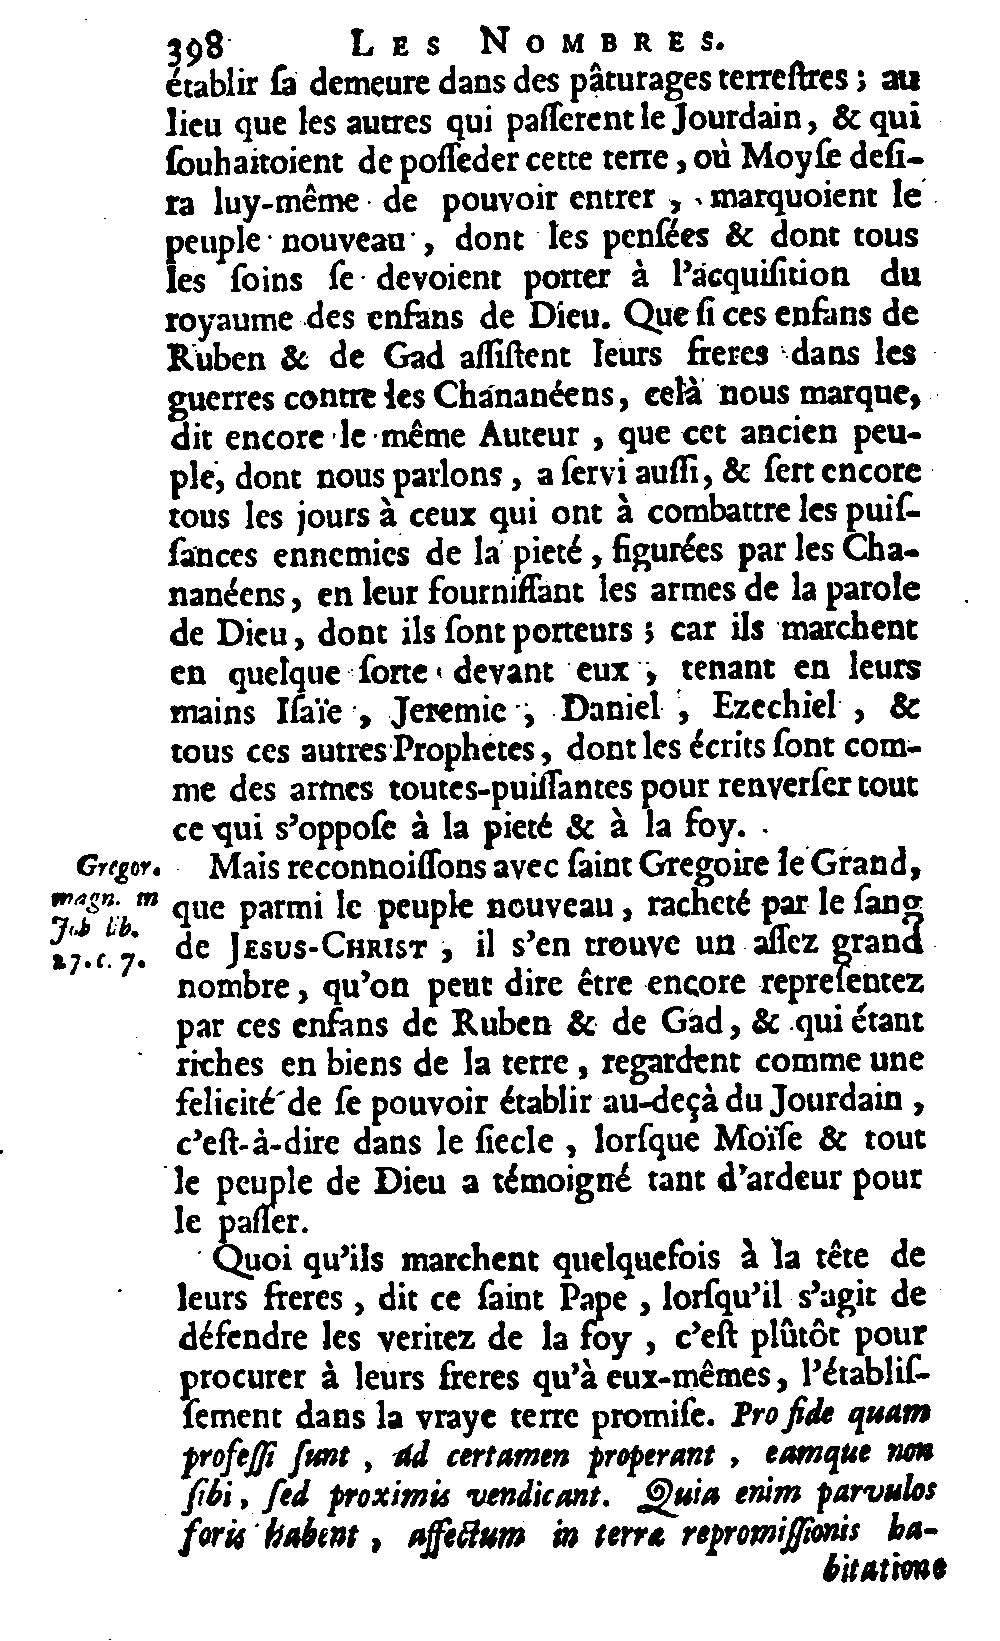 398 LES NOMBRES.
établir ſa demeure dans des pâturages terreſtres ; au
lieu que les autres qui paſſerent le Jourdain, & qui
ſouhaitoient de poſſeder cette terre, où Moyſe deſi-
ra luy-même de pouvoir entrer, marquoient le
peuple nouveau, dont les penſées & dont tous
les ſoins ſe devoient porter à l'acquiſition du
royaume des enfans de Dieu. Que ſi ces enfans de
Ruben & de Gad aſſiſtent leurs freres dans les
guerres contre les Chananéens, celà nous marque,
dit encore le même Auteur, que cet ancien peu-
ple, dont nous parlons, a ſervi auſſi, & ſert encore
tous les jours à ceux qui ont à combattre les puiſ-
ſances ennemies de la pieté, figurées par les Cha-
nanéens, en leur fourniſſant les armes de la parole
de Dieu, dont ils ſont porteurs ; car ils marchent
en quelque ſorte devant eux, tenant en leurs
mains Iſaïe, Jeremie, Daniel, Ezechiel, &
tous ces autres Prophetes, dont les écrits ſont com-
me des armes toutes-puiſſantes pour renverſer tout
ce qui s'oppoſe à la pieté & à la foy.
Gregor. Mais reconnoiſſons avec ſaint Gregoire le Grand,
magn. in que parmi le peuple nouveau, racheté par le ſang
Job lib. de JESUS-CHRIST, il s'en trouve un aſſez grand
27. c. 7. nombre, qu'on peut dire être encore repreſentez
par ces enfans de Ruben & de Gad, & qui étant
riches en biens de la terre, regardent comme une
felicité de ſe pouvoir établir au-deçà du Jourdain,
c'eſt-à-dire dans le ſiecle, lorſque Moïſe & tout
le peuple de Dieu a témoigné tant d'ardeur pour
le paſſer.
Quoi qu'ils marchent quelquefois à la tête de
leurs freres, dit ce ſaint Pape, lorſqu'il s'agit de
défendre les veritez de la foy, c'eſt plûtôt pour
procurer à leurs freres qu'à eux-mêmes, l'établiſ-
ſement dans la vraye terre promiſe. Pro fide quam
profeſſi ſunt, ad certamen properant, eamque non
ſibi, ſed proximis vendicant. Quia enim parvulos
foris habent, affectum in terra repromiſſionis ha-
bitatione